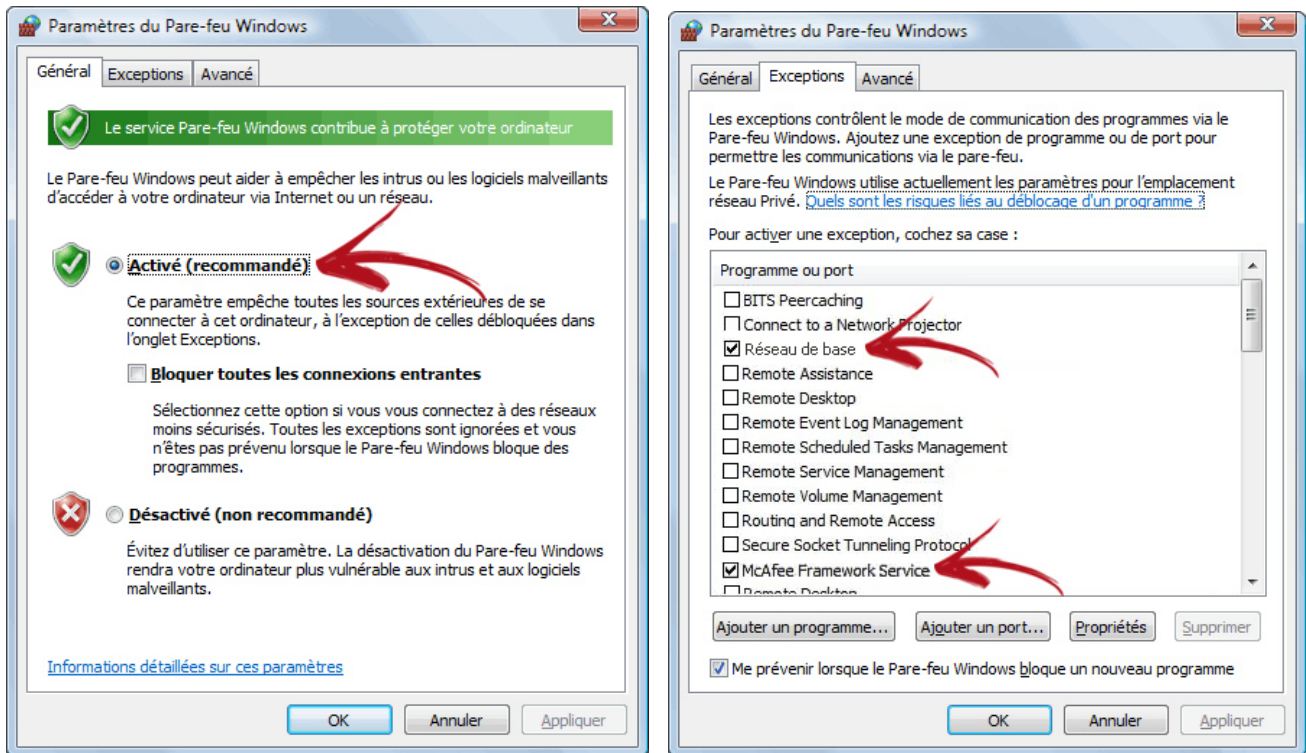 Paramètres du Pare-feu Windows
Général Exceptions Avancé
Le service Pare-feu Windows contribue à protéger votre ordinateur
Le Pare-feu Windows peut aider à empêcher les intrus ou les logiciels malveillants
d'accéder à votre ordinateur via Internet ou un réseau.
Activé (recommandé)
Ce paramètre empêche toutes les sources extérieures de se
connecter à cet ordinateur, à l'exception de celles débloquées dans
l'onglet Exceptions.
Bloquer toutes les connexions entrantes
Sélectionnez cette option si vous vous connectez à des réseaux
moins sécurisés. Toutes les exceptions sont ignorées et vous
n'êtes pas prévenu lorsque le Pare-feu Windows bloque des
programmes.
Désactivé (non recommandé)
Évitez d'utiliser ce paramètre. La désactivation du Pare-feu Windows
rendra votre ordinateur plus vulnérable aux intrus et aux logiciels
malveillants.
Informations détaillées sur ces paramètres
OK Annuler Appliquer
Paramètres du Pare-feu Windows
Général Exceptions Avancé
Les exceptions contrôlent le mode de communication des programmes via le
Pare-feu Windows. Ajoutez une exception de programme ou de port pour
permettre les communications via le pare-feu.
Le Pare-feu Windows utilise actuellement les paramètres pour l'emplacement
réseau Privé. Quels sont les risques liés au déblocage d'un programme ?
Pour activer une exception, cochez sa case :
Programme ou port
BITS Peercaching
Connect to a Network Projector
Réseau de base
Remote Assistance
Remote Desktop
Remote Event Log Management
Remote Scheduled Tasks Management
Remote Service Management
Remote Volume Management
Routing and Remote Access
Secure Socket Tunneling Protocol
McAfee Framework Service
Remote Desktop
Ajouter un programme... Ajouter un port... Propriétés Supprimer
Me prévenir lorsque le Pare-feu Windows bloque un nouveau programme
OK Annuler Appliquer